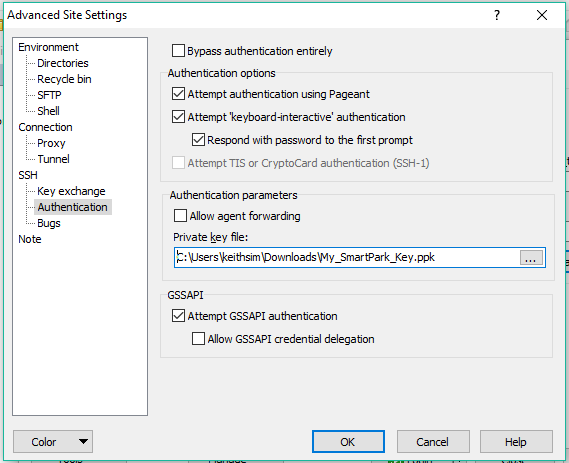 Advanced Site Settings
?
Environment
Directories
Recycle bin
SFTP
Shell
Connection
Proxy
Tunnel
SSH
Key exchange
Authentication
Bugs
Note
Bypass authentication entirely
Authentication options
Attempt authentication using Pageant
Attempt 'keyboard-interactive' authentication
Respond with password to the first prompt
Attempt TIS or CryptoCard authentication (SSH-1)
Authentication parameters
Allow agent forwarding
Private key file:
C:\Users\keithsim\Downloads\My_SmartPark_Key.ppk
...
GSSAPI
Attempt GSSAPI authentication
Allow GSSAPI credential delegation
Color
OK
Cancel
Help